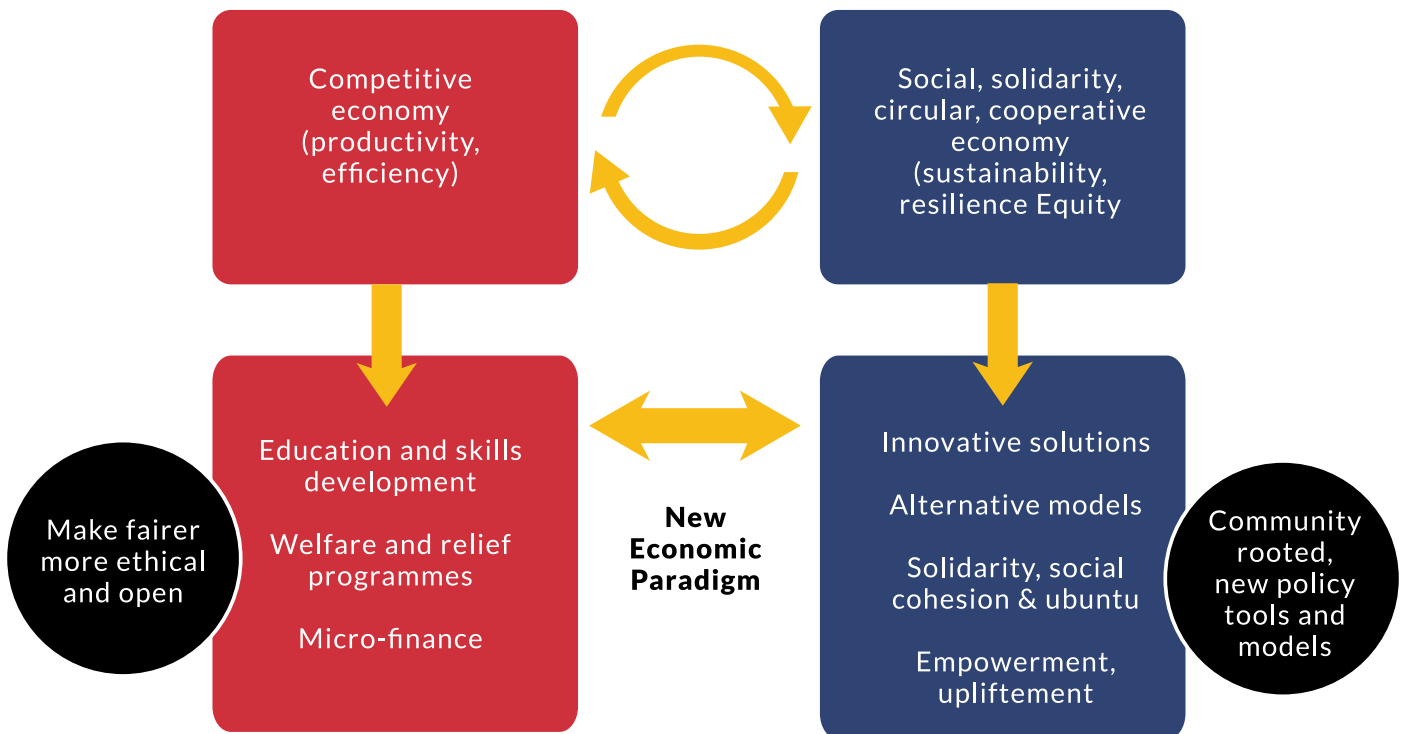 Competitive
economy
(productivity,
efficiency)
Social, solidarity,
circular, cooperative
economy
(sustainability,
resilience Equity
Education and skills
development
Welfare and relief
programmes
Micro-finance
Make fairer
more ethical
and open
New
Economic
Paradigm
Innovative solutions
Alternative models
Solidarity, social
cohesion & ubuntu
Empowerment,
upliftement
Community
rooted,
new policy
tools and
models